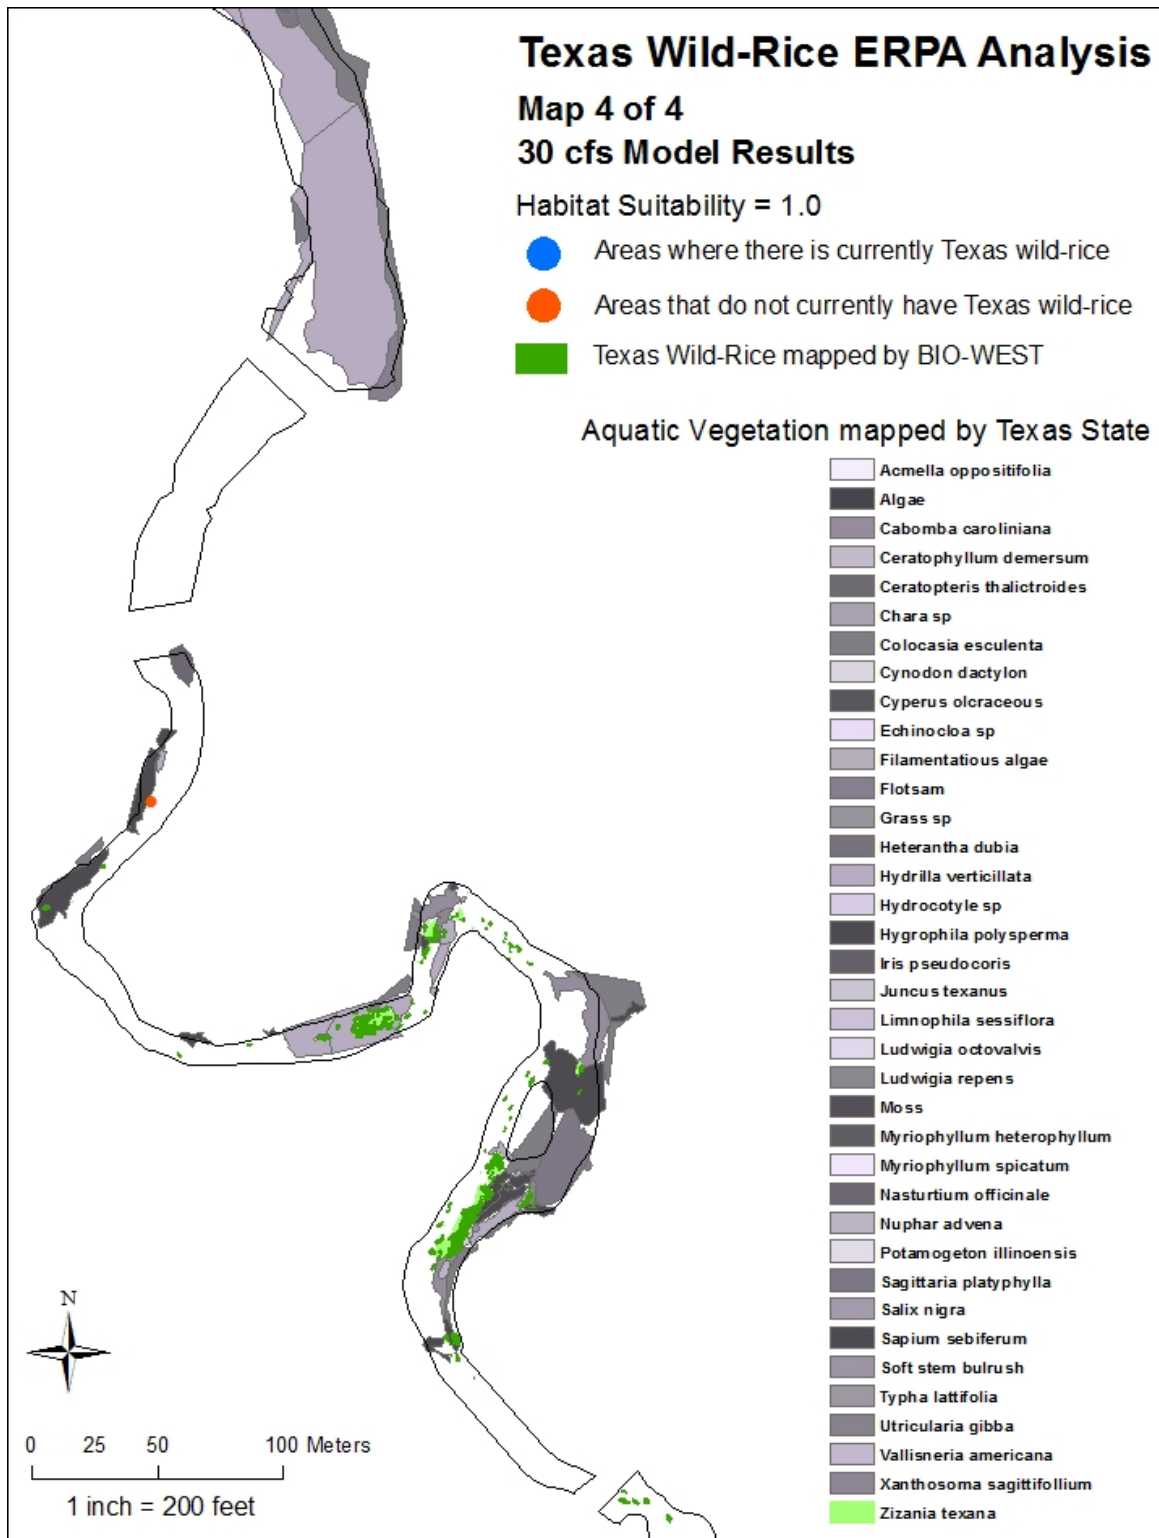 Texas Wild-Rice ERPA Analysis
Map 4 of 4
30 cfs Model Results
Habitat Suitability = 1.0
Areas where there is currently Texas wild-rice
Areas that do not currently have Texas wild-rice
Texas Wild-Rice mapped by BIO-WEST
Aquatic Vegetation mapped by Texas State
Acmella oppositifolia
Algae
Cabomba caroliniana
Ceratophyllum demersum
Ceratopteris thalictroides
Chara sp
Colocasia esculenta
Cynodon dactylon
Cyperus olcraceous
Echinocloa sp
Filamentatious algae
Flotsam
Grass sp
Heterantha dubia
Hydrilla verticillata
Hydrocotyle sp
Hygrophila polysperma
Iris pseudocoris
Juncus texanus
Limnophila sessiflora
Ludwigia octovalvis
Ludwigia repens
Moss
Myriophyllum heterophyllum
Myriophyllum spicatum
Nasturtium officinale
Nuphar advena
Potamogeton illinoensis
Sagittaria platyphylla
Salix nigra
Sapium sebiferum
Soft stem bulrush
Typha lattifolia
Utricularia gibba
Vallisneria americana
Xanthosoma sagittifollium
Zizania texana
N
0 25 50 100 Meters
1 inch = 200 feet